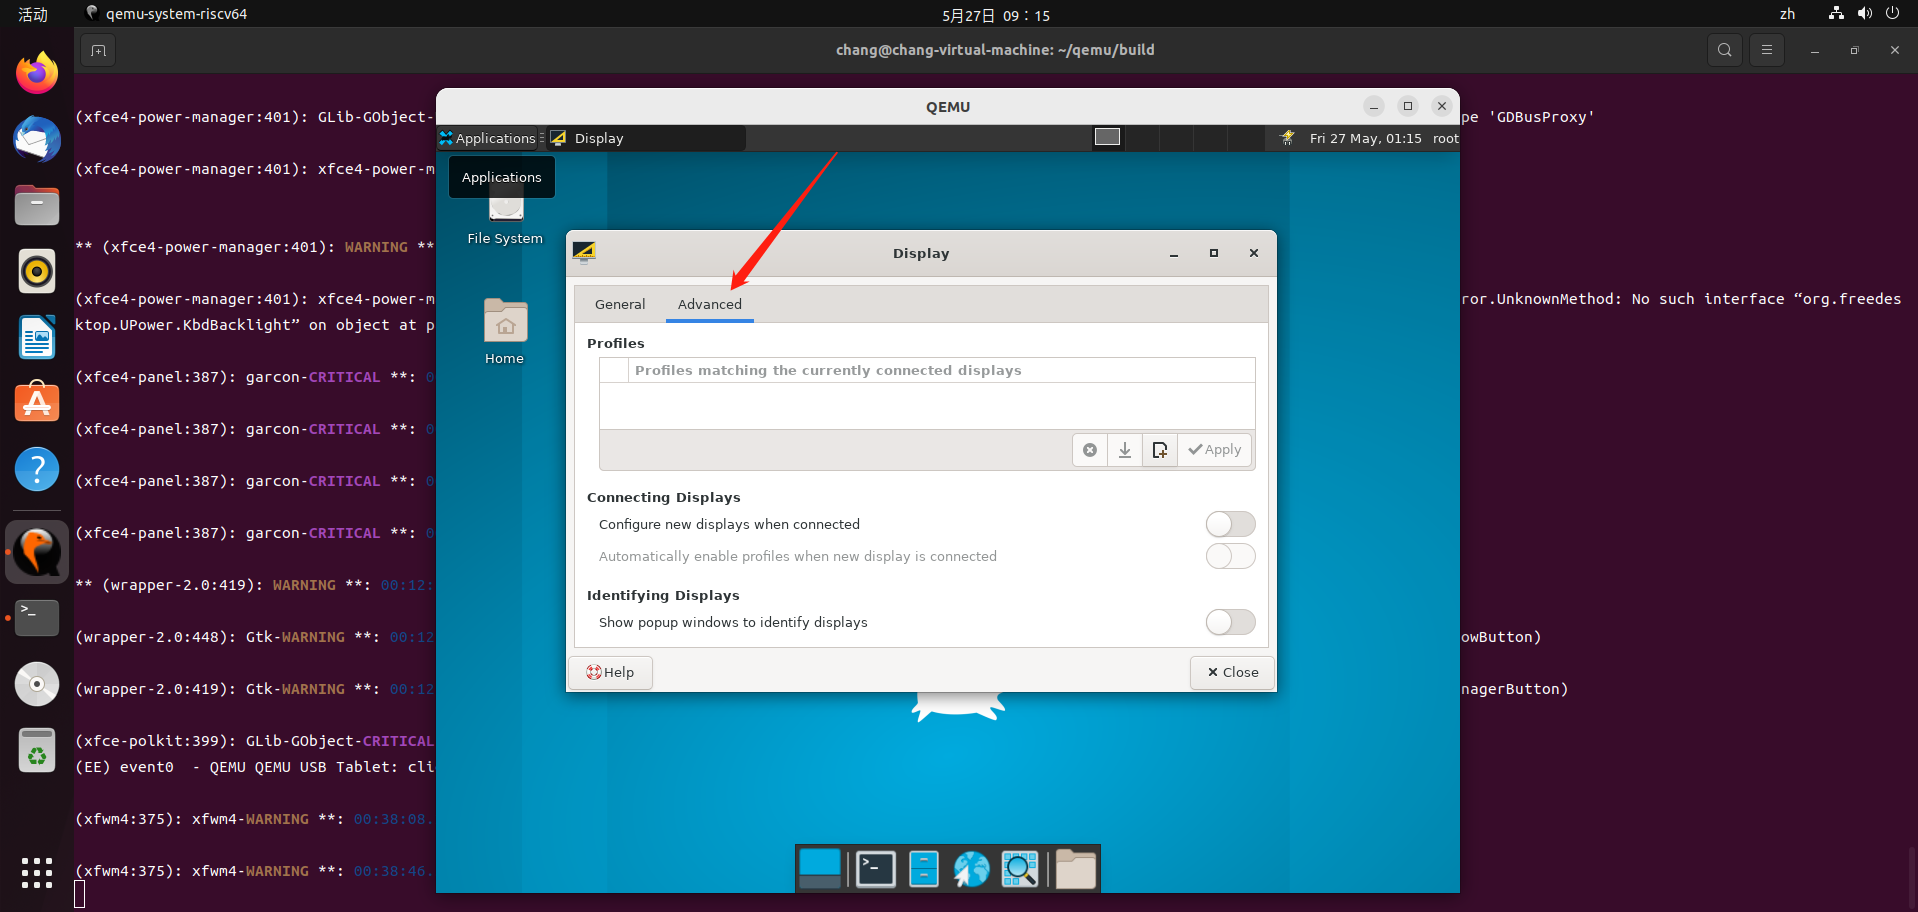 活动 qemu-system-riscv64 5月27日 09：15 zh
chang@chang-virtual-machine: ~/qemu/build
(xfce4-power-manager:401): GLib-GObject- pe 'GDBusProxy'
(xfce4-power-manager:401): xfce4-power-m
** (xfce4-power-manager:401): WARNING **
(xfce4-power-manager:401): xfce4-power-m ror.UnknownMethod: No such interface “org.freedes
ktop.UPower.KbdBacklight” on object at p
(xfce4-panel:387): garcon-CRITICAL **: 0
(xfce4-panel:387): garcon-CRITICAL **: 0
(xfce4-panel:387): garcon-CRITICAL **: 0
(xfce4-panel:387): garcon-CRITICAL **: 0
** (wrapper-2.0:419): WARNING **: 00:12:
(wrapper-2.0:448): Gtk-WARNING **: 00:12 owButton)
(wrapper-2.0:419): Gtk-WARNING **: 00:12 nagerButton)
(xfce-polkit:399): GLib-GObject-CRITICAL
(EE) event0  - QEMU QEMU USB Tablet: cli
(xfwm4:375): xfwm4-WARNING **: 00:38:08.
(xfwm4:375): xfwm4-WARNING **: 00:38:46.
QEMU
Applications Display Fri 27 May, 01:15 root
Applications
File System
Home
Display
General Advanced
Profiles
Profiles matching the currently connected displays
Apply
Connecting Displays
Configure new displays when connected
Automatically enable profiles when new display is connected
Identifying Displays
Show popup windows to identify displays
Help Close